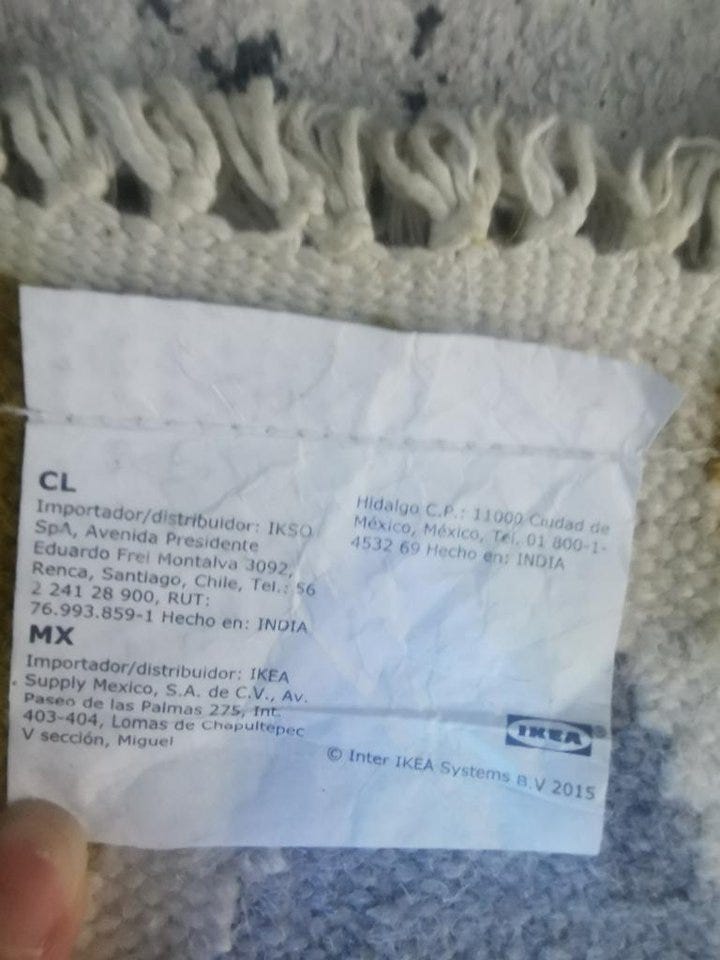 CL
Importador/distribuidor: IKSO
SpA, Avenida Presidente
Eduardo Frei Montalva 3092,
Renca, Santiago, Chile, Tel.: 56
2 241 28 900, RUT:
76.993.859-1 Hecho en: INDIA
MX
Importador/distribuidor: IKEA
Supply Mexico, S.A. de C.V., Av.
Paseo de las Palmas 275, Int.
403-404, Lomas de Chapultepec
V sección, Miguel
Hidalgo C.P.: 11000 Ciudad de
México, México, Tel. 01 800-1-
4532 69 Hecho en: INDIA
IKEA®
© Inter IKEA Systems B.V 2015